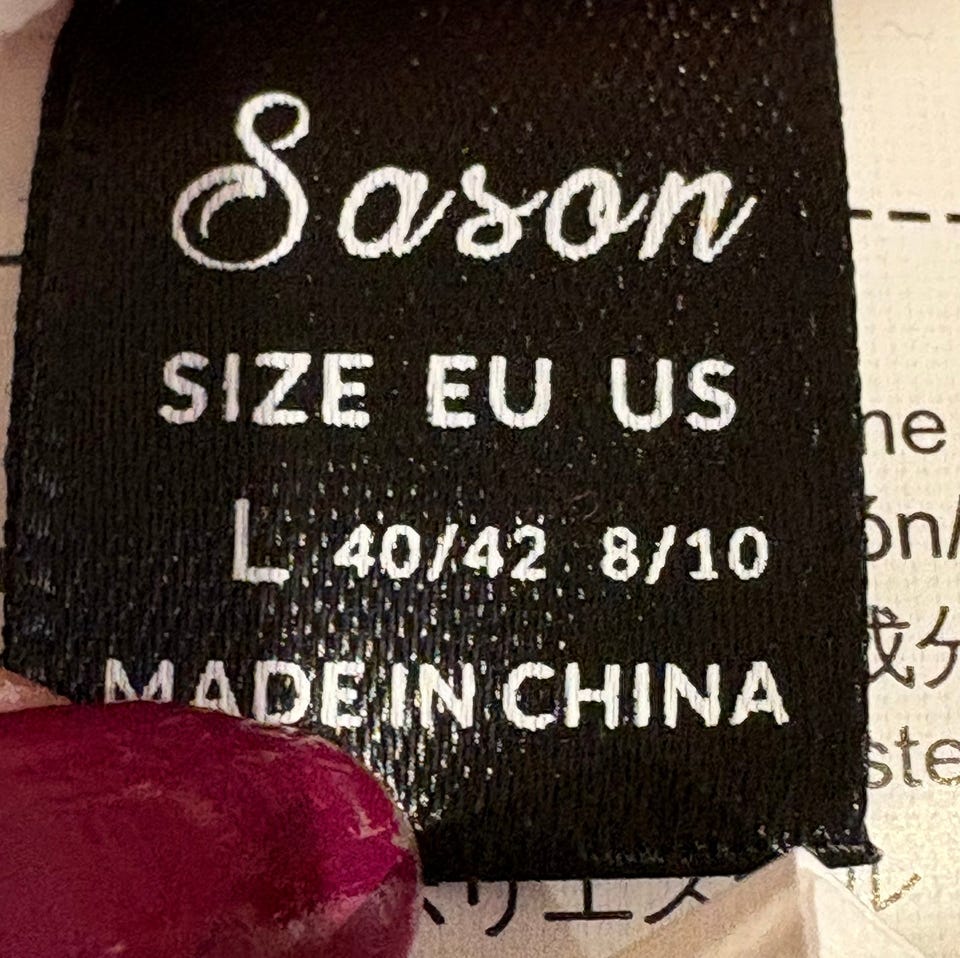 Sason
SIZE EU US
L 40/42 8/10
MADE IN CHINA